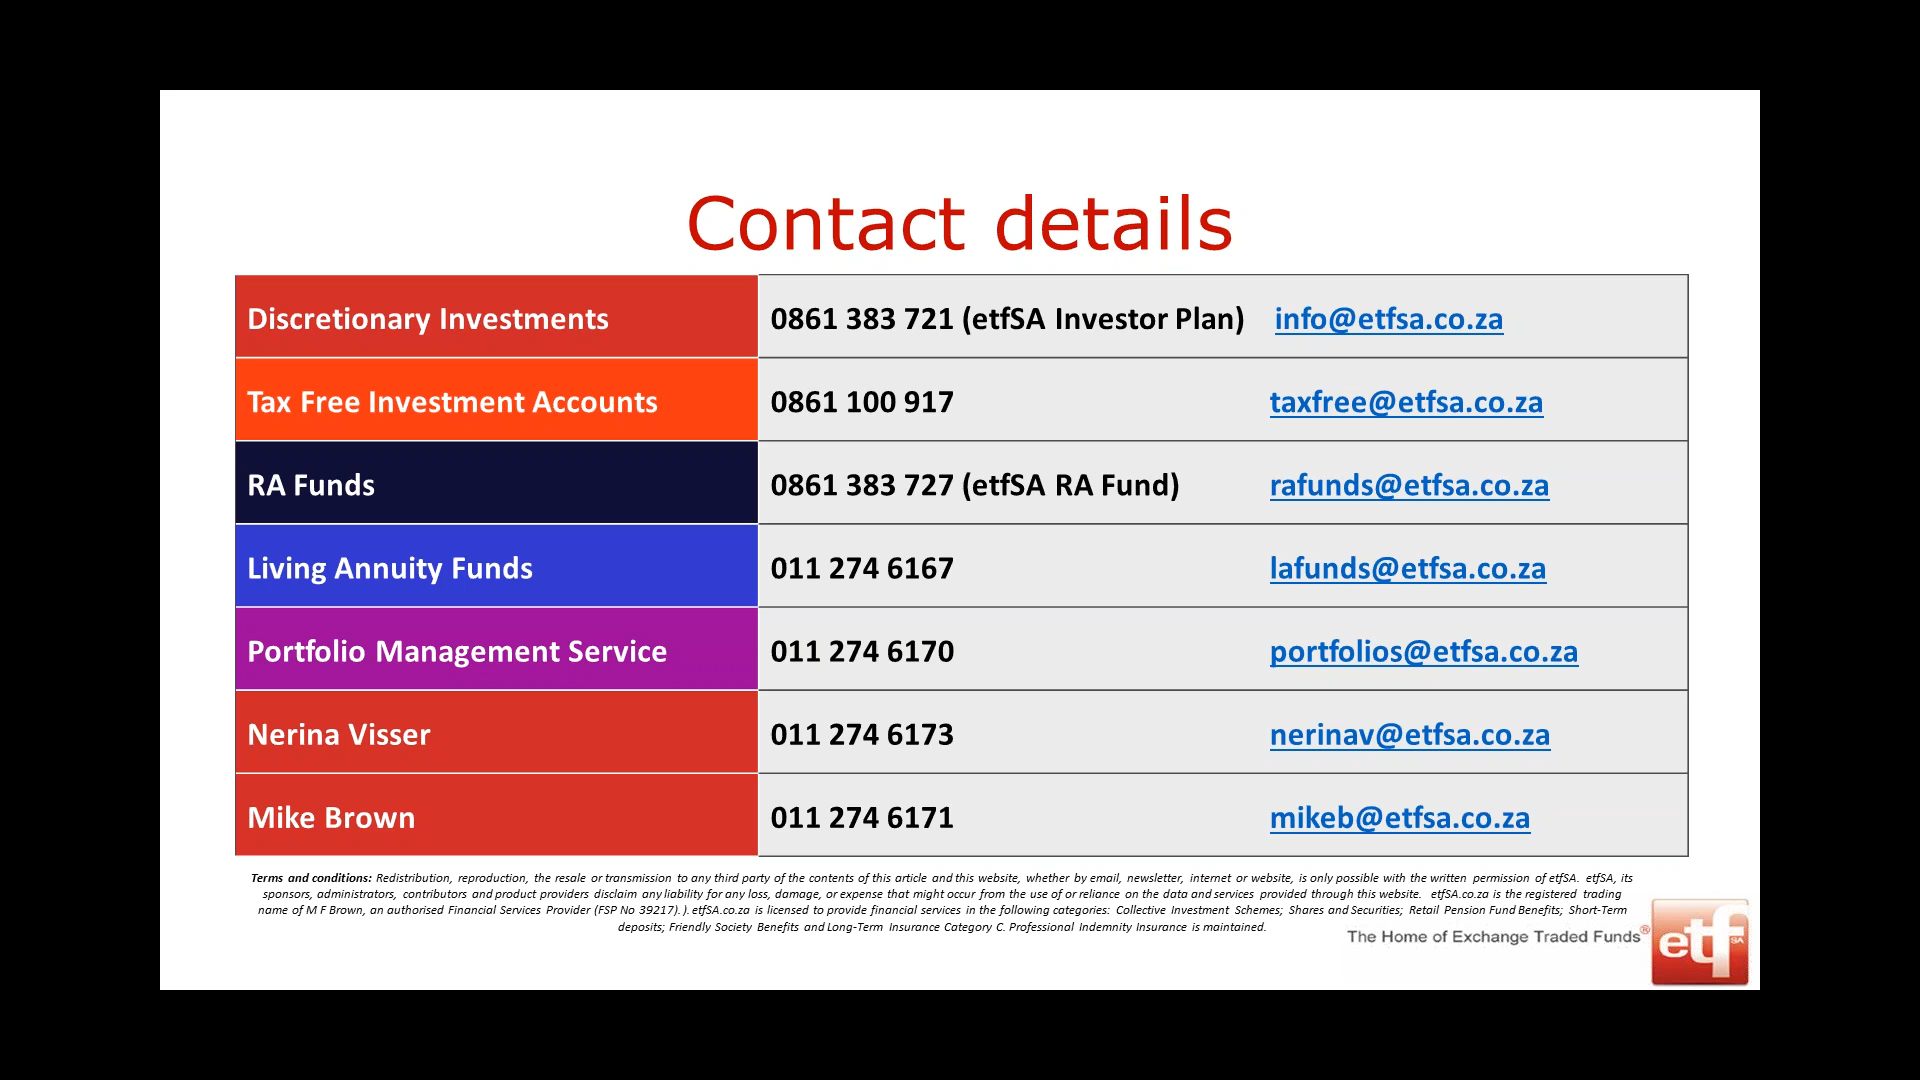 Contact details
Discretionary Investments 0861 383 721 (etfSA Investor Plan) info@etfsa.co.za
Tax Free Investment Accounts 0861 100 917 taxfree@etfsa.co.za
RA Funds 0861 383 727 (etfSA RA Fund) rafunds@etfsa.co.za
Living Annuity Funds 011 274 6167 lafunds@etfsa.co.za
Portfolio Management Service 011 274 6170 portfolios@etfsa.co.za
Nerina Visser 011 274 6173 nerinav@etfsa.co.za
Mike Brown 011 274 6171 mikeb@etfsa.co.za
Terms and conditions: Redistribution, reproduction, the resale or transmission to any third party of the contents of this article and this website, whether by email, newsletter, internet or website, is only possible with the written permission of etfSA. etfSA, its
sponsors, administrators, contributors and product providers disclaim any liability for any loss, damage, or expense that might occur from the use of or reliance on the data and services provided through this website. etfSA.co.za is the registered trading
name of M F Brown, an authorised Financial Services Provider (FSP No 39217). ). etfSA.co.za is licensed to provide financial services in the following categories: Collective Investment Schemes; Shares and Securities; Retail Pension Fund Benefits; Short-Term
deposits; Friendly Society Benefits and Long-Term Insurance Category C. Professional Indemnity Insurance is maintained.
The Home of Exchange Traded Funds®
etfSA